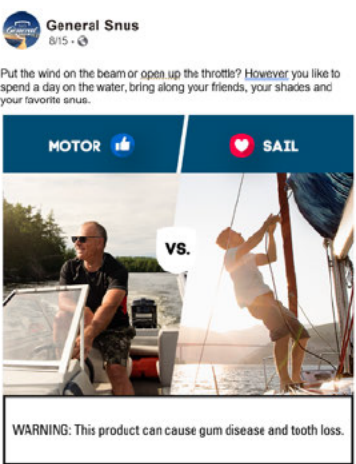 General
General Snus
8/15 ·
Put the wind on the beam or open up the throttle? However you like to
spend a day on the water, bring along your friends, your shades and
your favorite snus.
MOTOR
SAIL
VS.
WARNING: This product can cause gum disease and tooth loss.